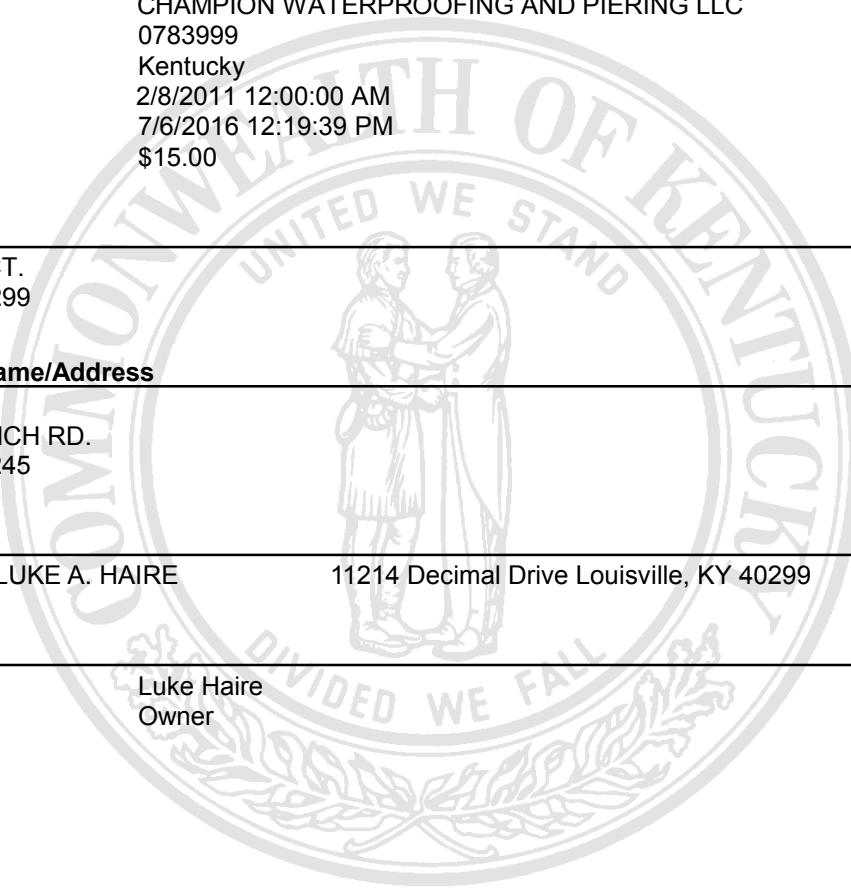 CHAMPION WATERPROOFING AND PIERING LLC
0783999
Kentucky
2/8/2011 12:00:00 AM
7/6/2016 12:19:39 PM
$15.00
CT.
299
ame/Address
NCH RD.
245
LUKE A. HAIRE 11214 Decimal Drive Louisville, KY 40299
Luke Haire
Owner
COMMONWEALTH OF KENTUCKY
UNITED WE STAND
DIVIDED WE FALL